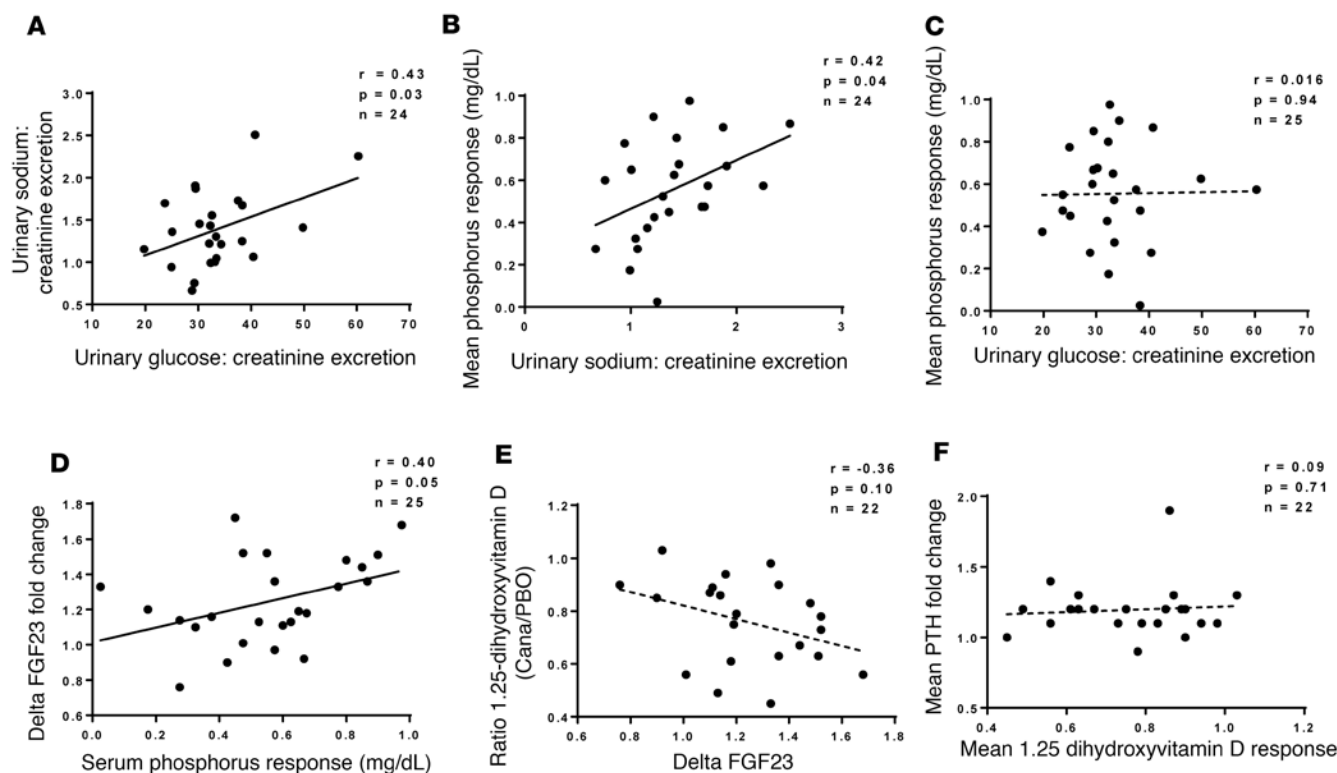 A
r = 0.43
p = 0.03
n = 24
Urinary sodium:
creatinine excretion
3.0
2.5
2.0
1.5
1.0
0.5
10 20 30 40 50 60 70
Urinary glucose: creatinine excretion
B
r = 0.42
p = 0.04
n = 24
Mean phosphorus response (mg/dL)
1.0
0.8
0.6
0.4
0.2
0.0
0 1 2 3
Urinary sodium: creatinine excretion
C
r = 0.016
p = 0.94
n = 25
Mean phosphorus response (mg/dL)
1.0
0.8
0.6
0.4
0.2
0.0
10 20 30 40 50 60 70
Urinary glucose: creatinine excretion
D
r = 0.40
p = 0.05
n = 25
Delta FGF23 fold change
1.8
1.6
1.4
1.2
1.0
0.8
0.6
0.0 0.2 0.4 0.6 0.8 1.0
Serum phosphorus response (mg/dL)
E
r = -0.36
p = 0.10
n = 22
Ratio 1.25-dihydroxyvitamin D
(Cana/PBO)
1.2
1.0
0.8
0.6
0.4
0.6 0.8 1.0 1.2 1.4 1.6 1.8
Delta FGF23
F
r = 0.09
p = 0.71
n = 22
Mean PTH fold change
2.0
1.5
1.0
0.5
0.4 0.6 0.8 1.0 1.2
Mean 1.25 dihydroxyvitamin D response